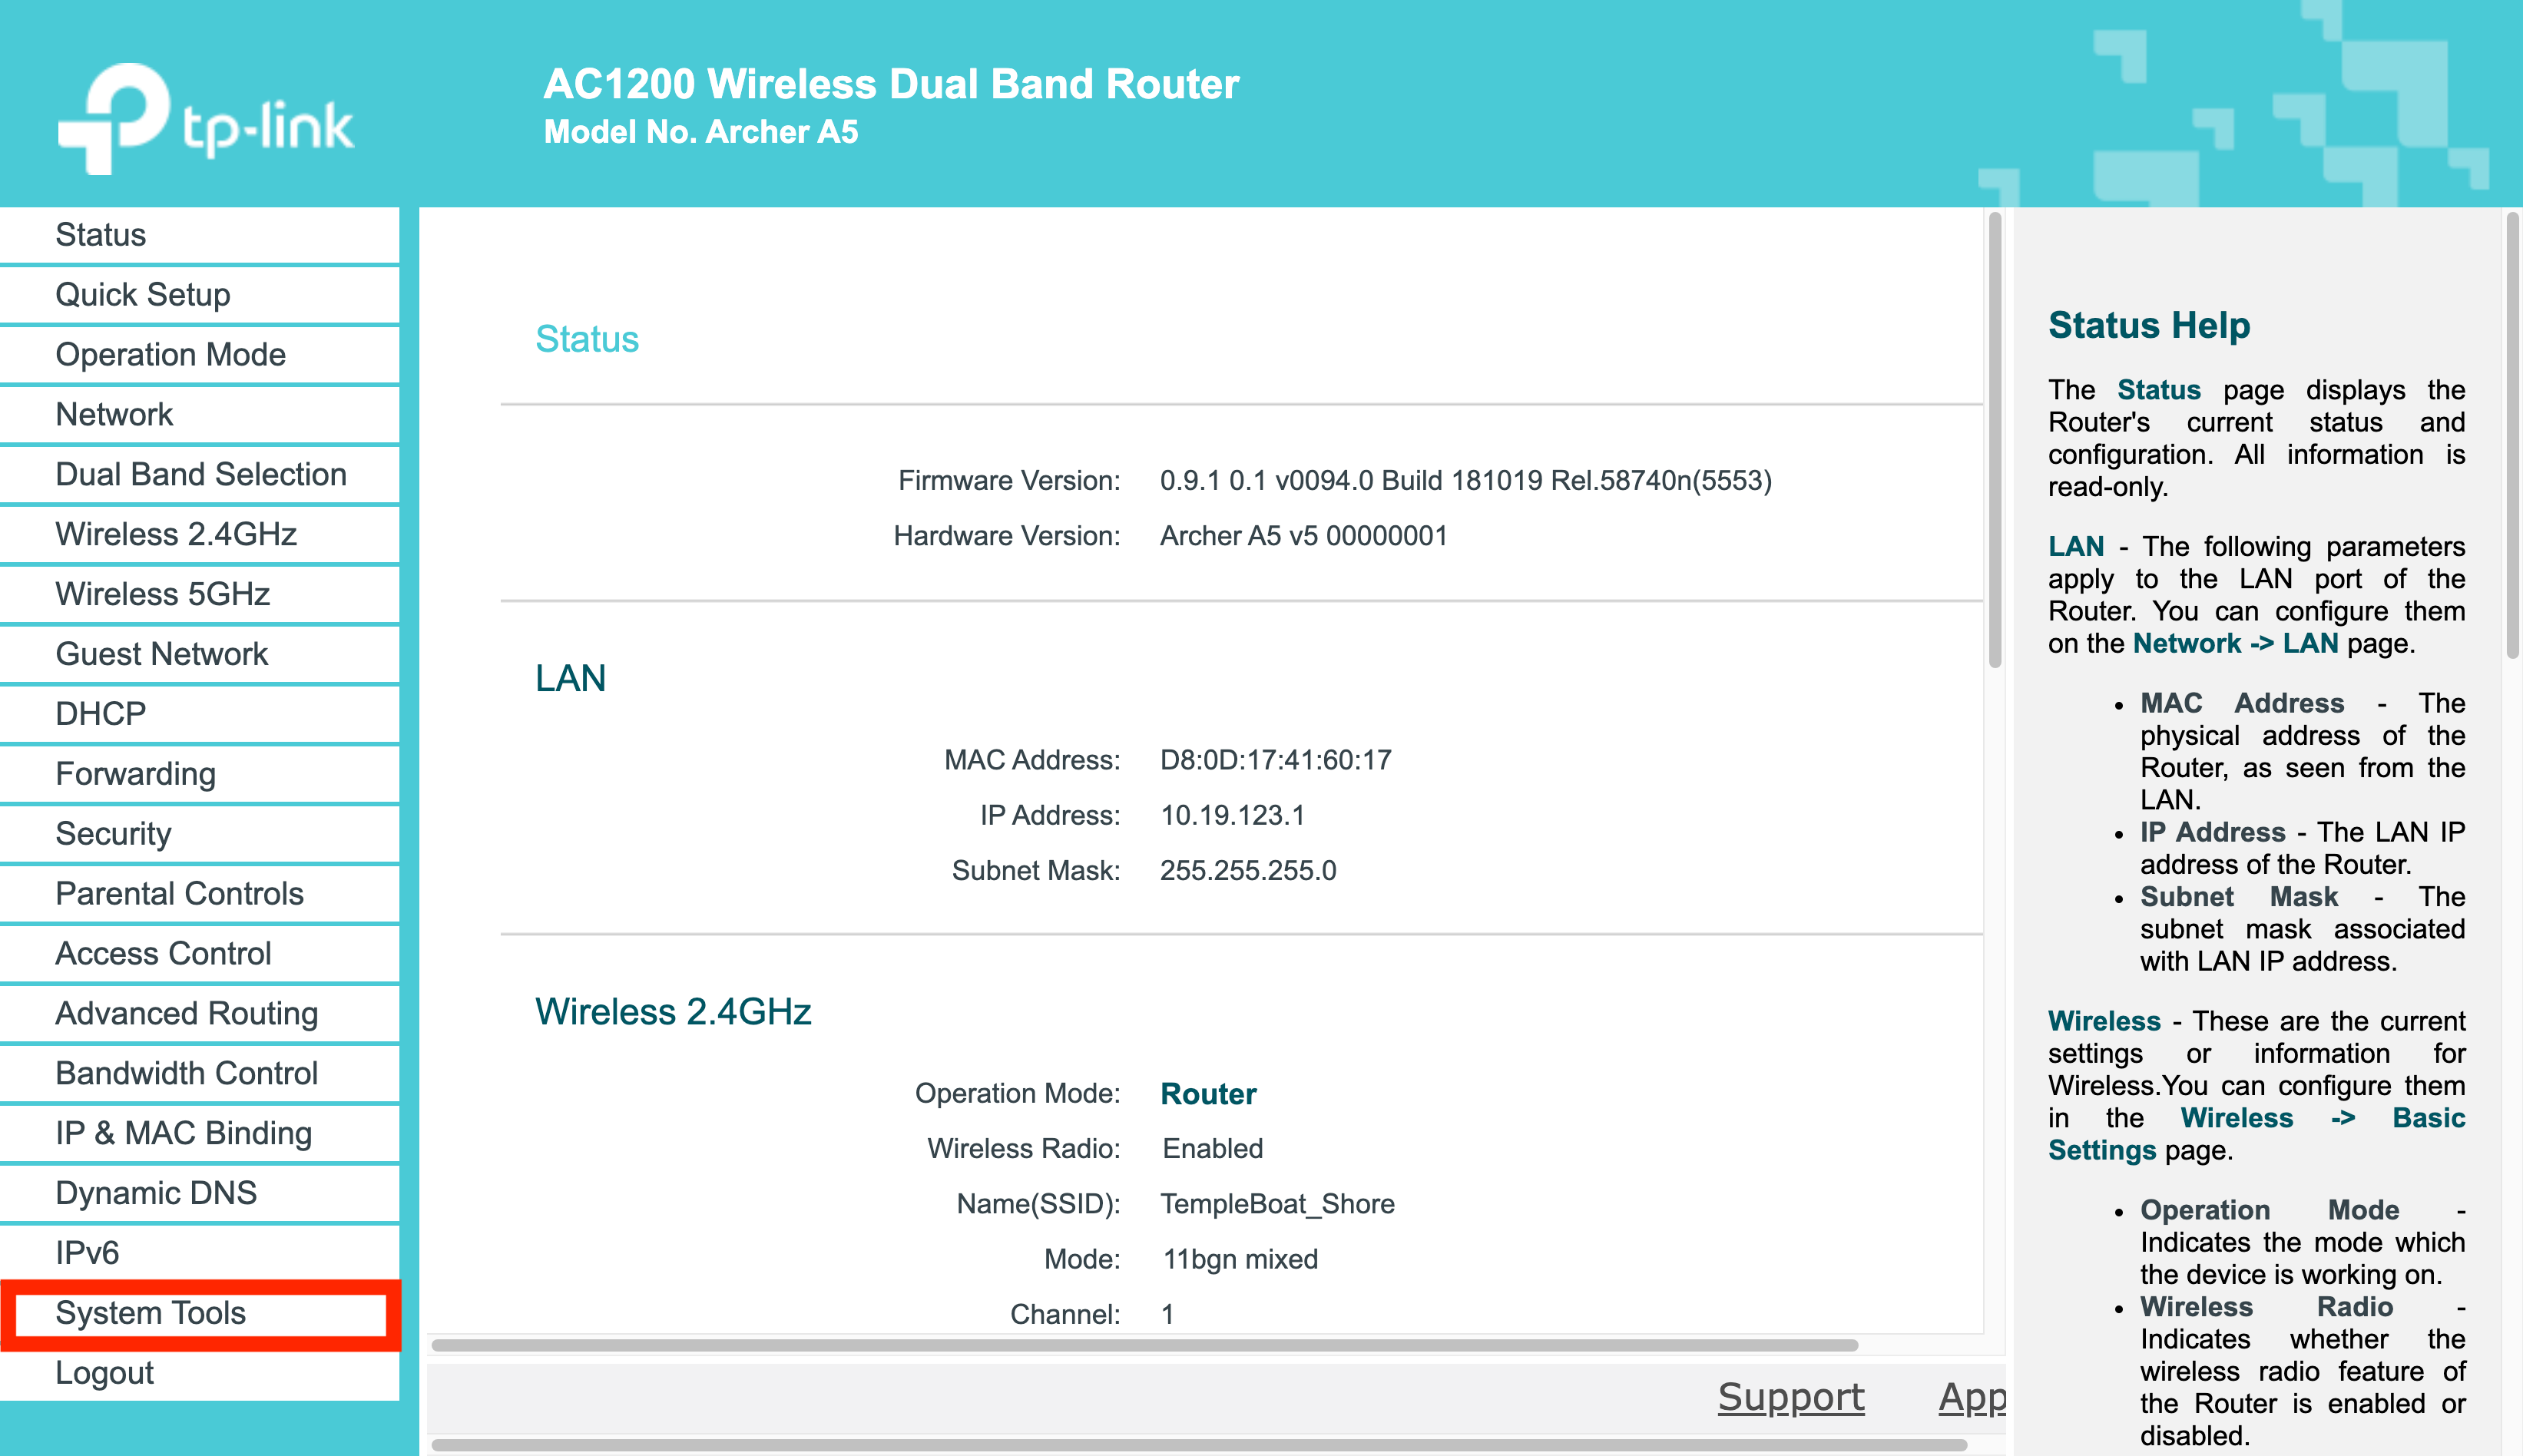 tp-link
AC1200 Wireless Dual Band Router
Model No. Archer A5
Status
Quick Setup
Operation Mode
Network
Dual Band Selection
Wireless 2.4GHz
Wireless 5GHz
Guest Network
DHCP
Forwarding
Security
Parental Controls
Access Control
Advanced Routing
Bandwidth Control
IP & MAC Binding
Dynamic DNS
IPv6
System Tools
Logout
Status
Firmware Version: 0.9.1 0.1 v0094.0 Build 181019 Rel.58740n(5553)
Hardware Version: Archer A5 v5 00000001
LAN
MAC Address: D8:0D:17:41:60:17
IP Address: 10.19.123.1
Subnet Mask: 255.255.255.0
Wireless 2.4GHz
Operation Mode: Router
Wireless Radio: Enabled
Name(SSID): TempleBoat_Shore
Mode: 11bgn mixed
Channel: 1
Support App
Status Help
The Status page displays the
Router's current status and
configuration. All information is
read-only.
LAN - The following parameters
apply to the LAN port of the
Router. You can configure them
on the Network -> LAN page.
• MAC Address - The
physical address of the
Router, as seen from the
LAN.
• IP Address - The LAN IP
address of the Router.
• Subnet Mask - The
subnet mask associated
with LAN IP address.
Wireless - These are the current
settings or information for
Wireless.You can configure them
in the Wireless -> Basic
Settings page.
• Operation Mode -
Indicates the mode which
the device is working on.
• Wireless Radio -
Indicates whether the
wireless radio feature of
the Router is enabled or
disabled.